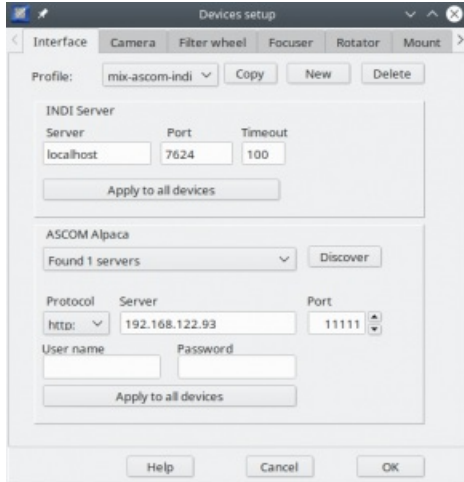 Devices setup
Interface Camera Filter wheel Focuser Rotator Mount
Profile: mix-ascom-indi Copy New Delete
INDI Server
Server Port Timeout
localhost 7624 100
Apply to all devices
ASCOM Alpaca
Found 1 servers Discover
Protocol Server Port
http: 192.168.122.93 11111
User name Password
Apply to all devices
Help Cancel OK